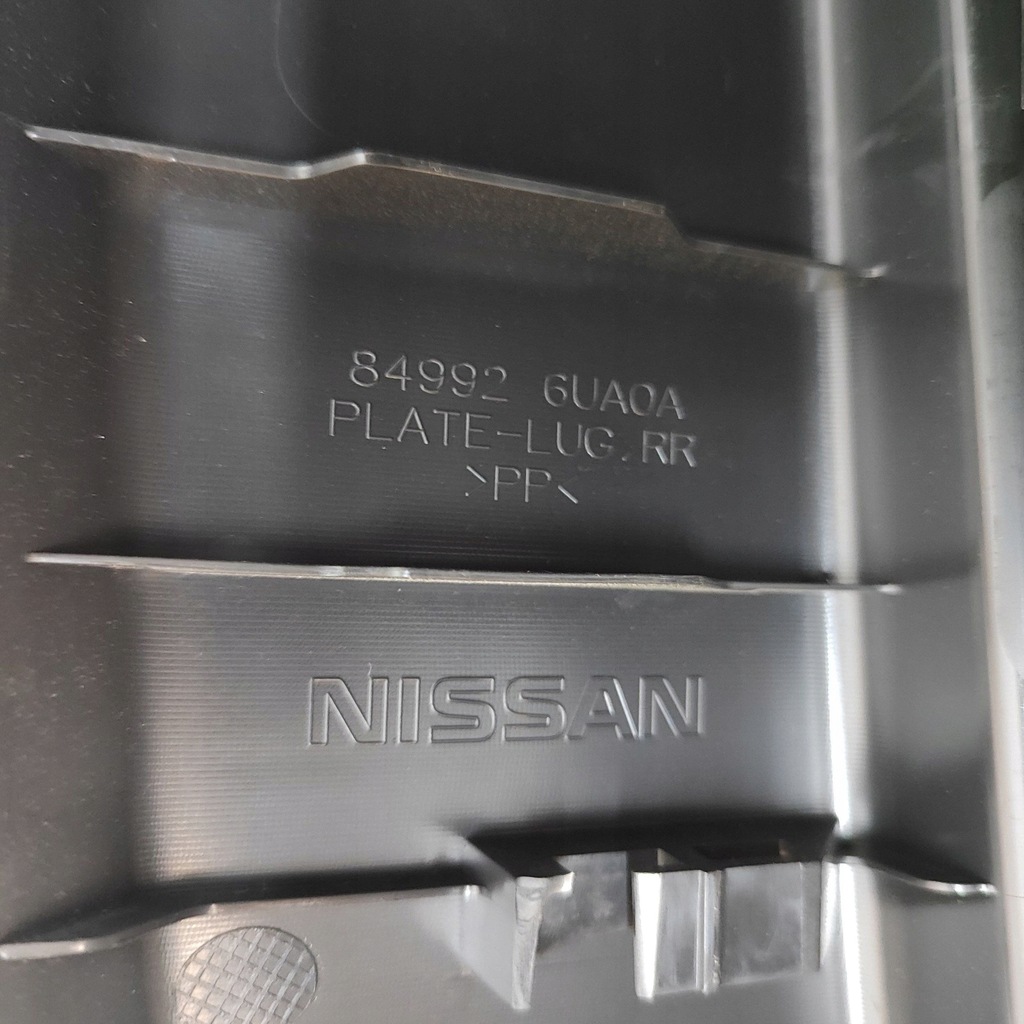 84992 6UA0A
PLATE-LUG.RR
>PP<
NISSAN